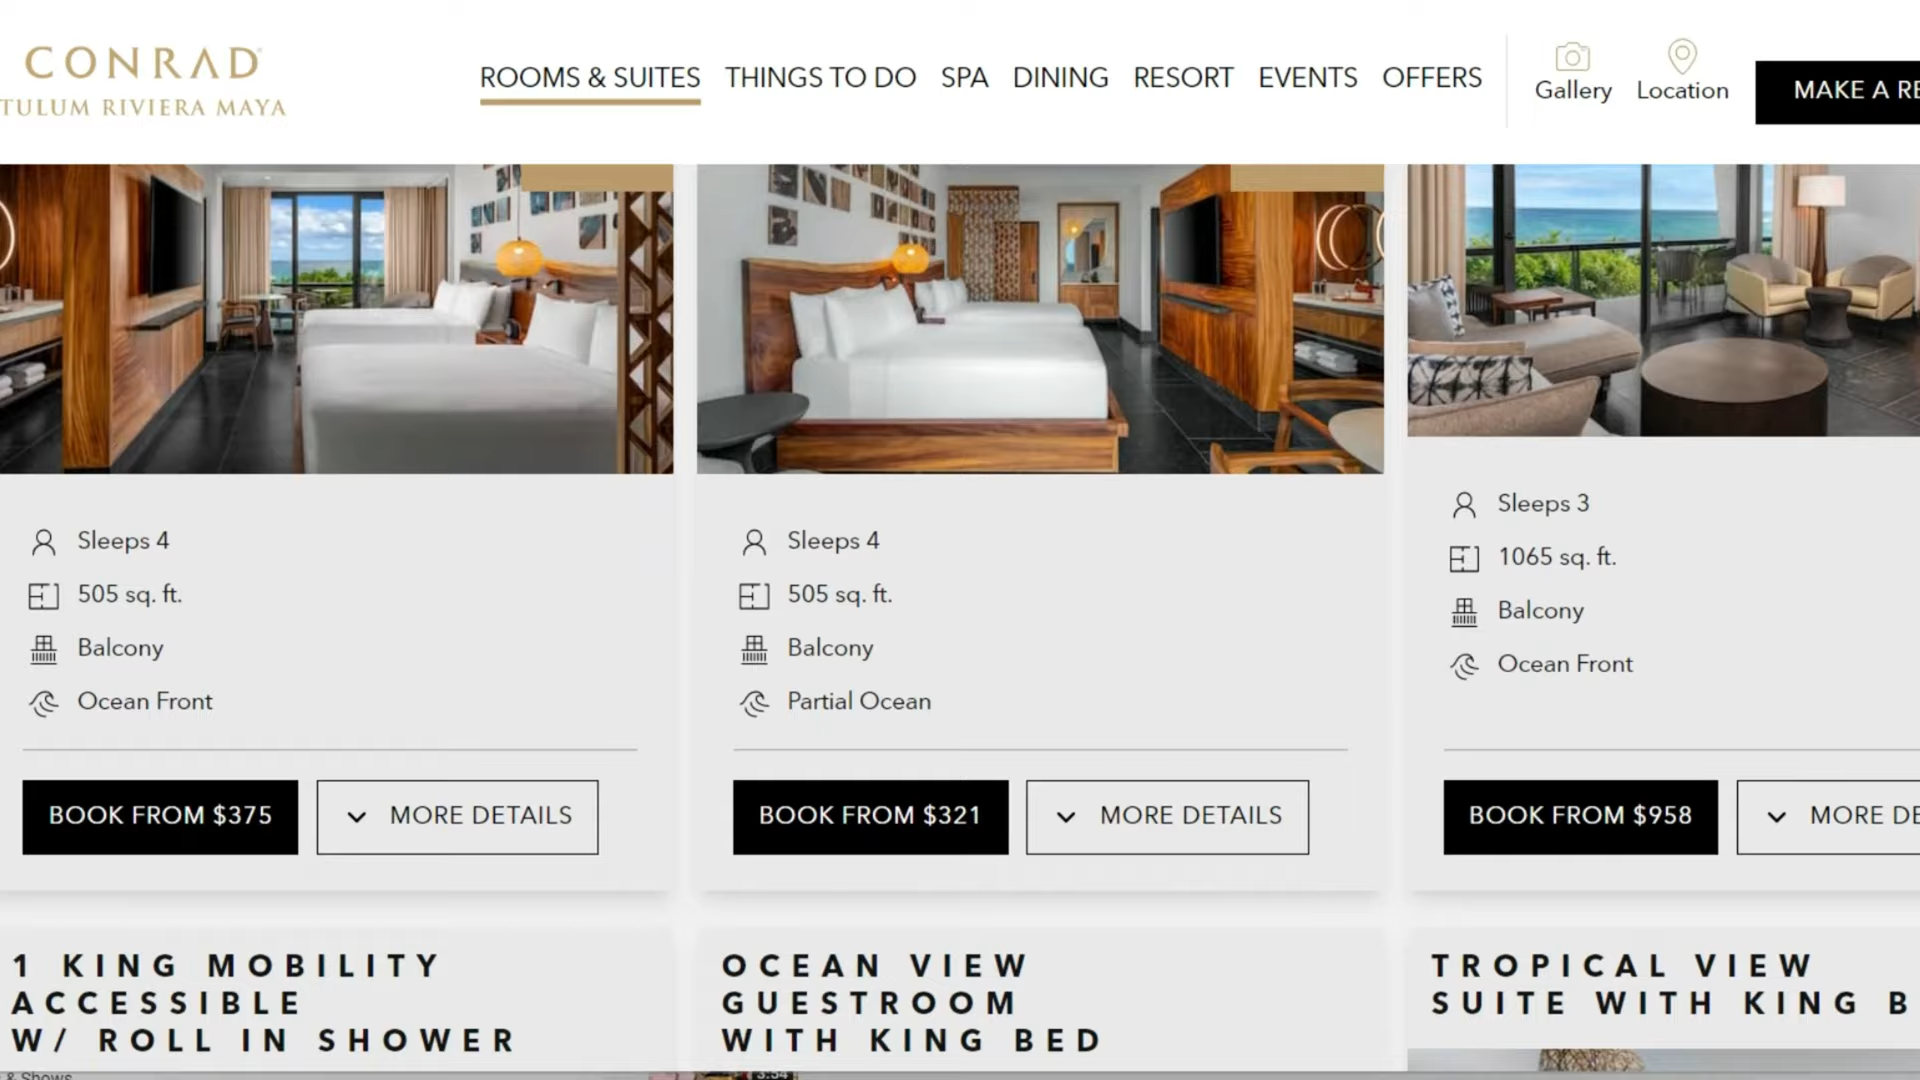 CONRAD
TULUM RIVIERA MAYA
ROOMS & SUITES THINGS TO DO SPA DINING RESORT EVENTS OFFERS
Gallery
Location
MAKE A
Sleeps 4
505 sq. ft.
Balcony
Ocean Front
BOOK FROM $375
MORE DETAILS
Sleeps 4
505 sq. ft.
Balcony
Partial Ocean
BOOK FROM $321
MORE DETAILS
Sleeps 3
1065 sq. ft.
Balcony
Ocean Front
BOOK FROM $958
MORE
1 KING MOBILITY
ACCESSIBLE
W/ ROLL IN SHOWER
OCEAN VIEW
GUESTROOM
WITH KING BED
TROPICAL VIEW
SUITE WITH KING